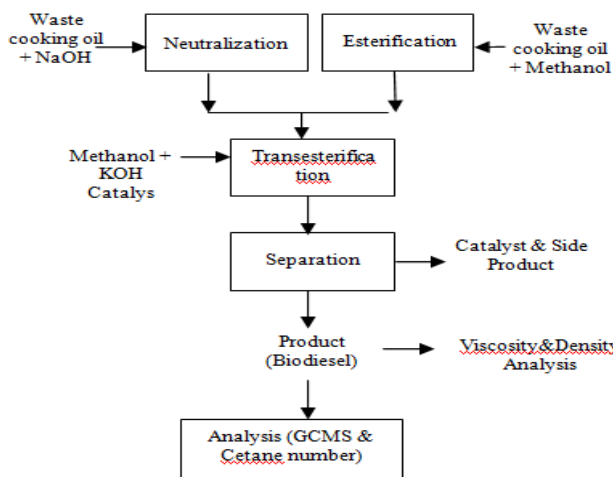 Waste
cooking oil
+ NaOH
Neutralization
Esterification
Waste
cooking oil
+ Methanol
Methanol +
KOH
Catalys
Transesterifica
tion
Separation
Catalyst & Side
Product
Product
(Biodiesel)
Viscosity&Density
Analysis
Analysis (GCMS &
Cetane number)